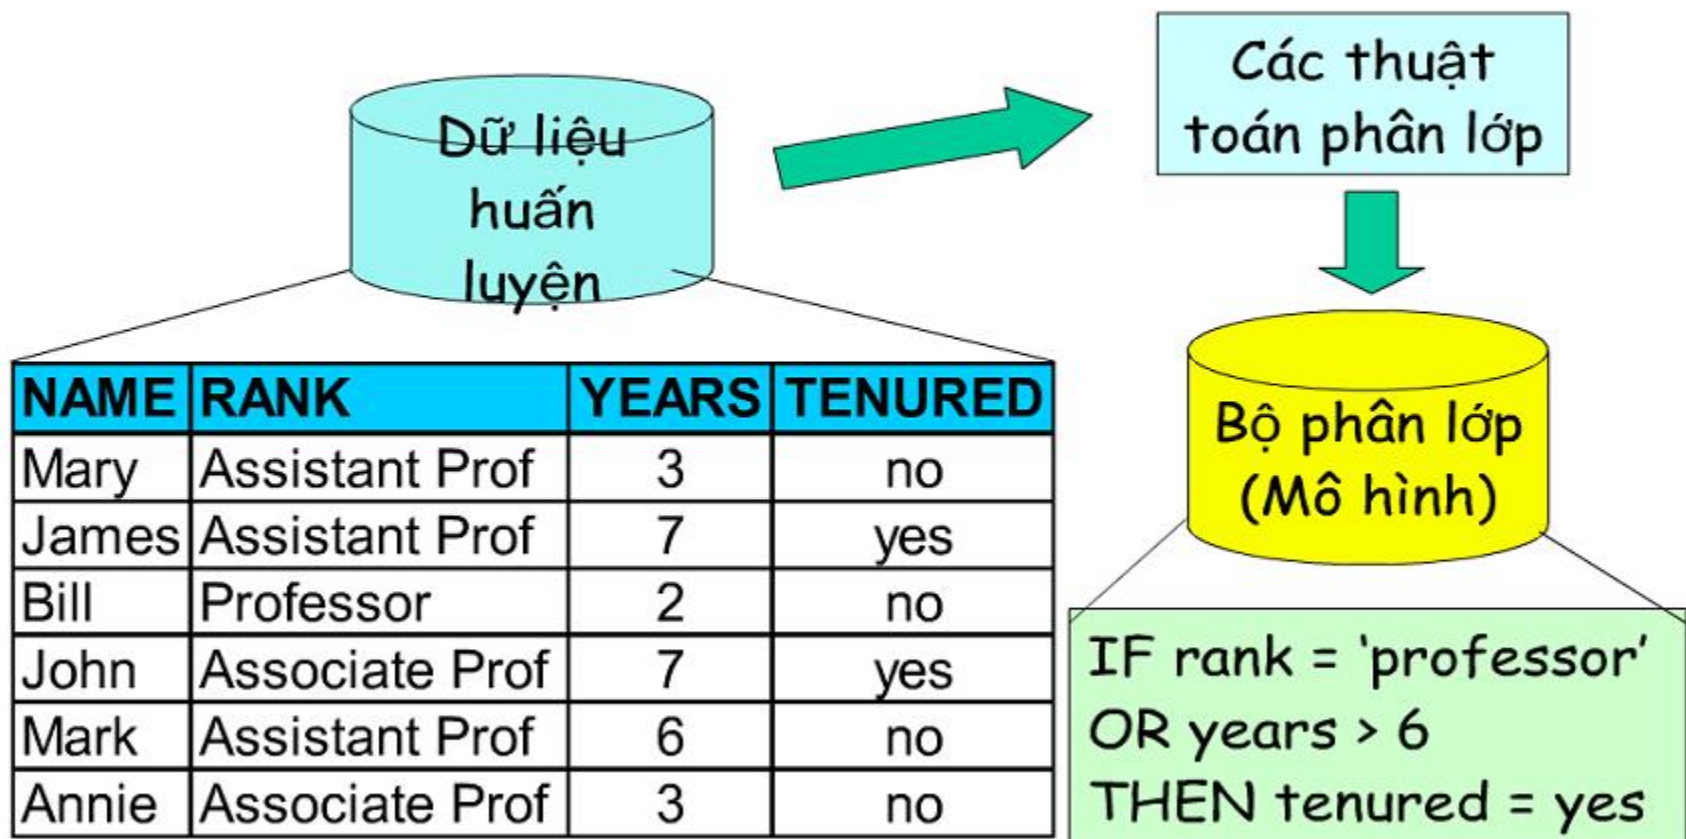 Dữ liệu
huấn
luyện
Các thuật
toán phân lớp
NAME RANK YEARS TENURED
Mary Assistant Prof 3 no
James Assistant Prof 7 yes
Bill Professor 2 no
John Associate Prof 7 yes
Mark Assistant Prof 6 no
Annie Associate Prof 3 no
Bộ phân lớp
(Mô hình)
IF rank = ‘professor’
OR years > 6
THEN tenured = yes